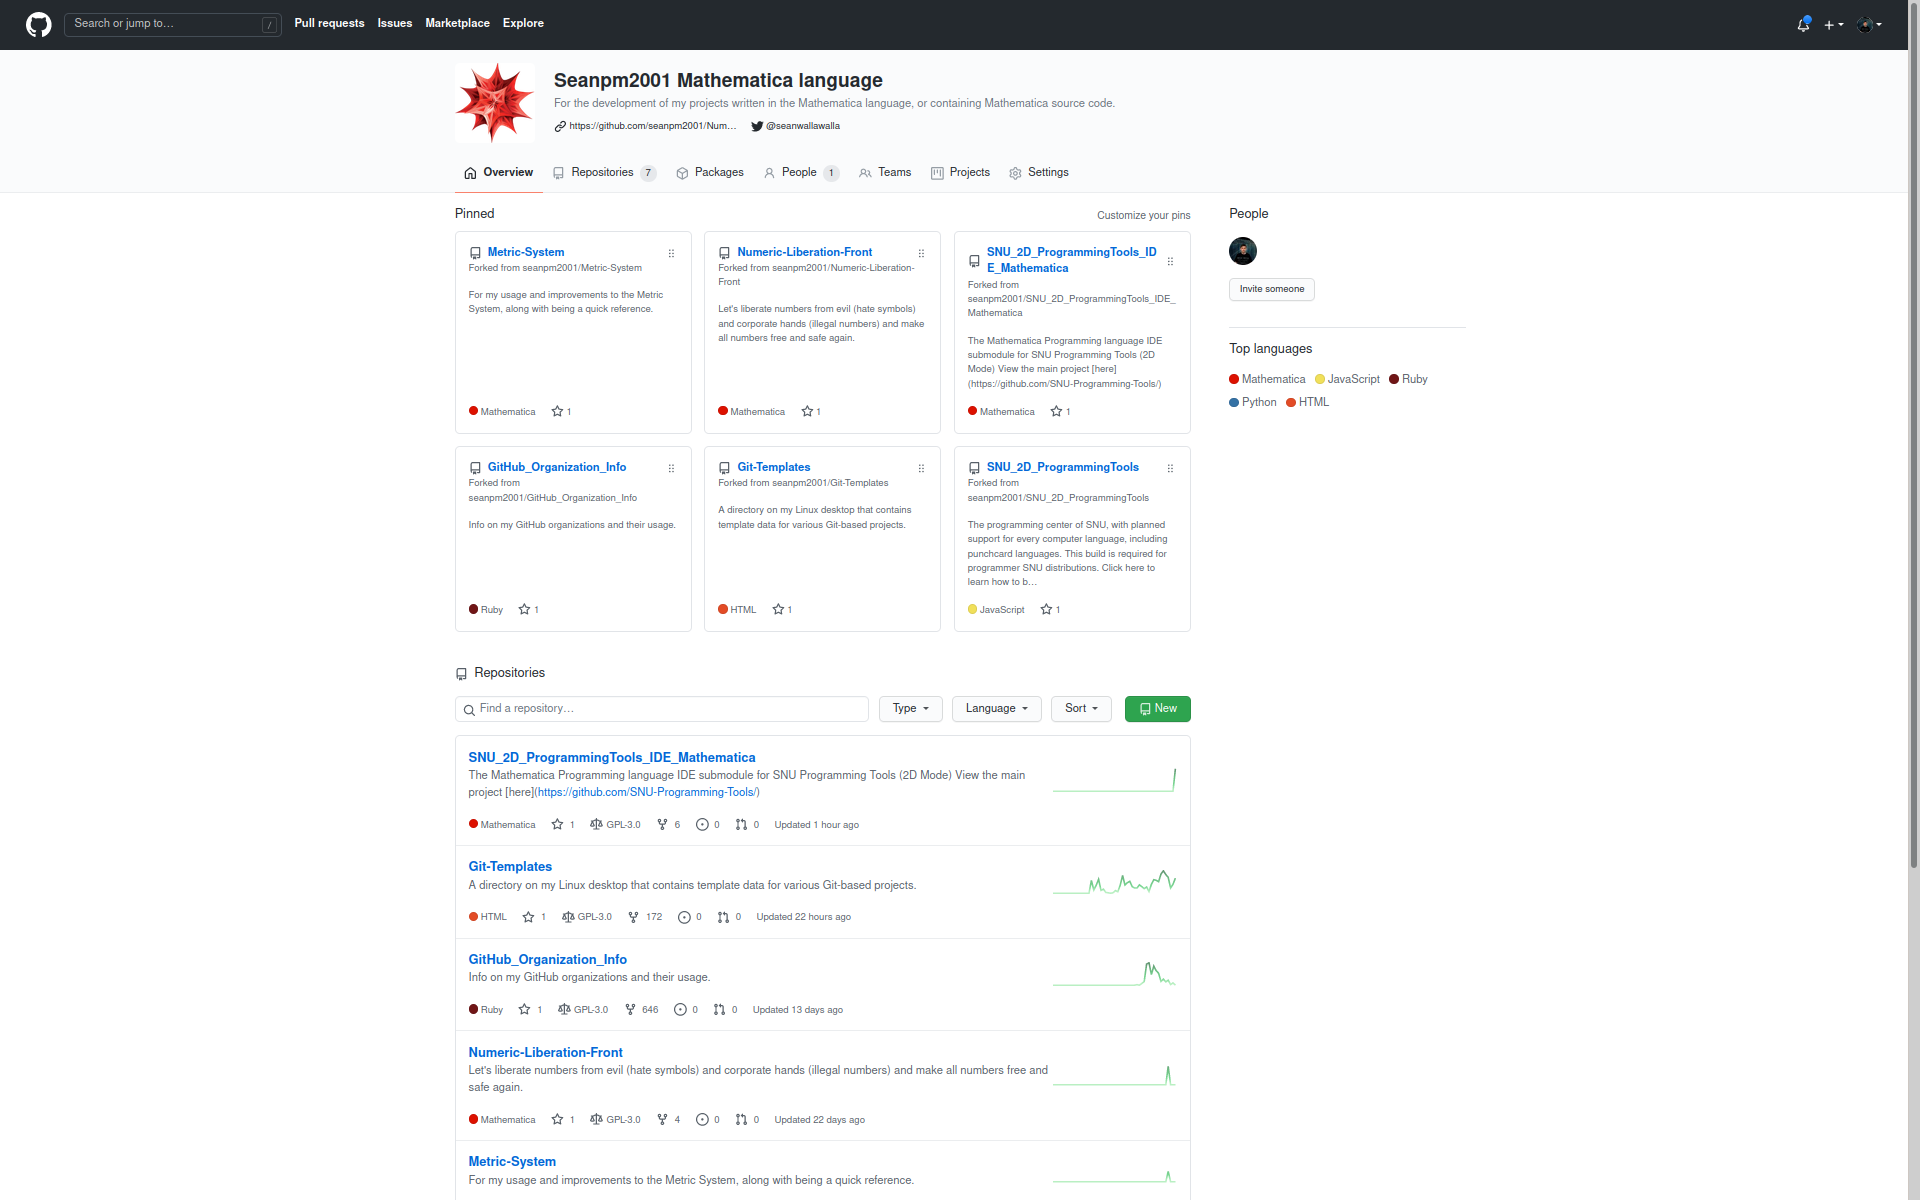 Search or jump to…
/
Pull requests Issues Marketplace Explore
Seanpm2001 Mathematica language
For the development of my projects written in the Mathematica language, or containing Mathematica source code.
https://github.com/seanpm2001/Num… @seanwallawalla
Overview Repositories 7 Packages People 1 Teams Projects Settings
Pinned
Customize your pins
Metric-System
Forked from seanpm2001/Metric-System
For my usage and improvements to the Metric
System, along with being a quick reference.
Mathematica 1
Numeric-Liberation-Front
Forked from seanpm2001/Numeric-Liberation-
Front
Let's liberate numbers from evil (hate symbols)
and corporate hands (illegal numbers) and make
all numbers free and safe again.
Mathematica 1
SNU_2D_ProgrammingTools_ID
E_Mathematica
Forked from
seanpm2001/SNU_2D_ProgrammingTools_IDE_
Mathematica
The Mathematica Programming language IDE
submodule for SNU Programming Tools (2D
Mode) View the main project [here]
(https://github.com/SNU-Programming-Tools/)
Mathematica 1
GitHub_Organization_Info
Forked from
seanpm2001/GitHub_Organization_Info
Info on my GitHub organizations and their usage.
Ruby 1
Git-Templates
Forked from seanpm2001/Git-Templates
A directory on my Linux desktop that contains
template data for various Git-based projects.
HTML 1
SNU_2D_ProgrammingTools
Forked from
seanpm2001/SNU_2D_ProgrammingTools
The programming center of SNU, with planned
support for every computer language, including
punchcard languages. This build is required for
programmer SNU distributions. Click here to
learn how to b…
JavaScript 1
People
Invite someone
Top languages
Mathematica JavaScript Ruby
Python HTML
Repositories
Find a repository…
Type Language Sort New
SNU_2D_ProgrammingTools_IDE_Mathematica
The Mathematica Programming language IDE submodule for SNU Programming Tools (2D Mode) View the main
project [here](https://github.com/SNU-Programming-Tools/)
Mathematica 1 GPL-3.0 6 0 0 Updated 1 hour ago
Git-Templates
A directory on my Linux desktop that contains template data for various Git-based projects.
HTML 1 GPL-3.0 172 0 0 Updated 22 hours ago
GitHub_Organization_Info
Info on my GitHub organizations and their usage.
Ruby 1 GPL-3.0 646 0 0 Updated 13 days ago
Numeric-Liberation-Front
Let's liberate numbers from evil (hate symbols) and corporate hands (illegal numbers) and make all numbers free and
safe again.
Mathematica 1 GPL-3.0 4 0 0 Updated 22 days ago
Metric-System
For my usage and improvements to the Metric System, along with being a quick reference.